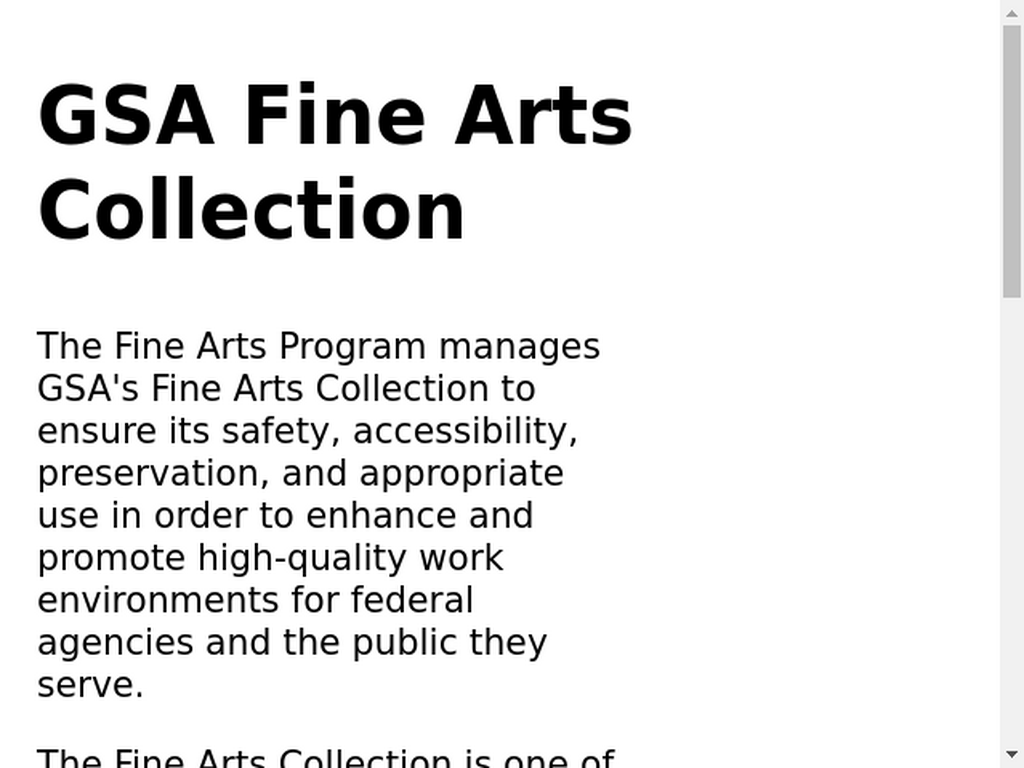 GSA Fine Arts
Collection
The Fine Arts Program manages
GSA's Fine Arts Collection to
ensure its safety, accessibility,
preservation, and appropriate
use in order to enhance and
promote high-quality work
environments for federal
agencies and the public they
serve.
The Fine Arts Collection is one of